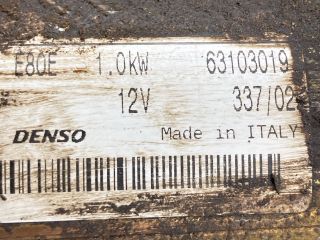 E80E 1.0kW 63103019
12V 337/02
DENSO Made in ITALY